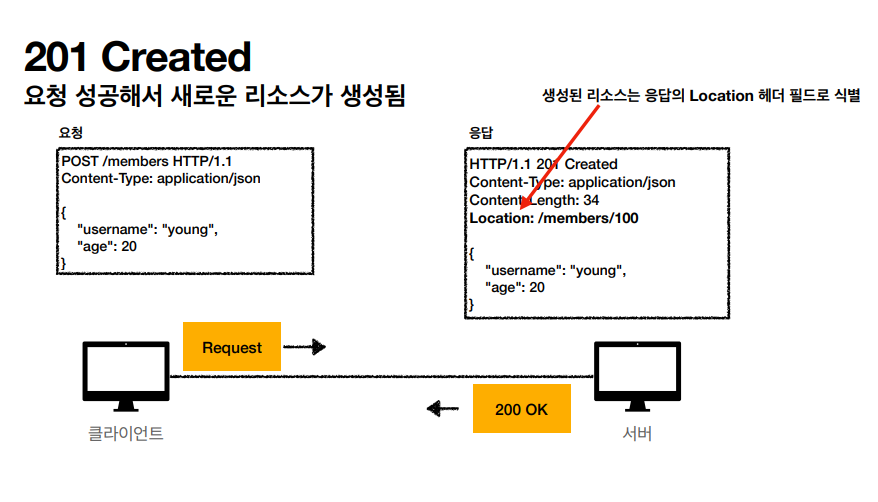 201 Created
요청 성공해서 새로운 리소스가 생성됨
생성된 리소스는 응답의 Location 헤더 필드로 식별
요청
POST /members HTTP/1.1
Content-Type: application/json
{
"username": "young",
"age": 20
}
응답
HTTP/1.1 201 Created
Content-Type: application/json
Content-Length: 34
Location: /members/100
{
"username": "young",
"age": 20
}
Request
200 OK
클라이언트
서버